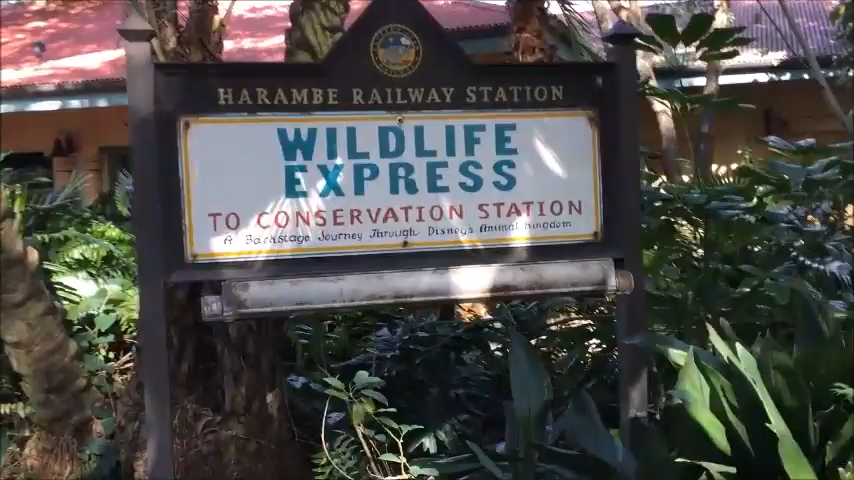 HARAMBE RAILWAY STATION
WILDLIFE
EXPRESS
TO CONSERVATION STATION
A Backstage Journey Through Disney's Animal Kingdom